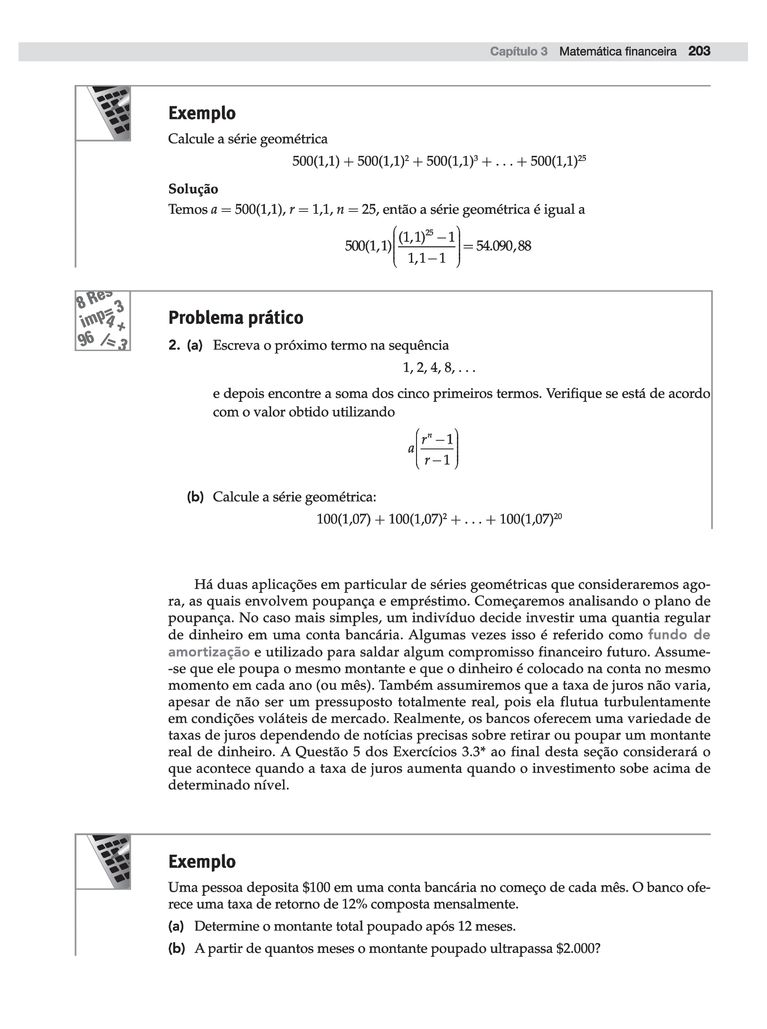 Capítulo 3 Matemática financeira 203
Exemplo
Calcule a série geométrica
500(1,1) + 500(1,1)² + 500(1,1)³ + . . . + 500(1,1)²⁵
Solução
Temos a = 500(1,1), r = 1,1, n = 25, então a série geométrica é igual a
500(1,1)((1,1)²⁵ − 1 / 1,1 − 1) = 54.090,88
8 Res
imp= 3
4 +
96 /= 3
Problema prático
2. (a) Escreva o próximo termo na sequência
1, 2, 4, 8, . . .
e depois encontre a soma dos cinco primeiros termos. Verifique se está de acordo
com o valor obtido utilizando
a(rⁿ − 1 / r − 1)
(b) Calcule a série geométrica:
100(1,07) + 100(1,07)² + . . . + 100(1,07)²⁰
Há duas aplicações em particular de séries geométricas que consideraremos ago-
ra, as quais envolvem poupança e empréstimo. Começaremos analisando o plano de
poupança. No caso mais simples, um indivíduo decide investir uma quantia regular
de dinheiro em uma conta bancária. Algumas vezes isso é referido como fundo de
amortização e utilizado para saldar algum compromisso financeiro futuro. Assume-
-se que ele poupa o mesmo montante e que o dinheiro é colocado na conta no mesmo
momento em cada ano (ou mês). Também assumiremos que a taxa de juros não varia,
apesar de não ser um pressuposto totalmente real, pois ela flutua turbulentamente
em condições voláteis de mercado. Realmente, os bancos oferecem uma variedade de
taxas de juros dependendo de notícias precisas sobre retirar ou poupar um montante
real de dinheiro. A Questão 5 dos Exercícios 3.3* ao final desta seção considerará o
que acontece quando a taxa de juros aumenta quando o investimento sobe acima de
determinado nível.
Exemplo
Uma pessoa deposita $100 em uma conta bancária no começo de cada mês. O banco ofe-
rece uma taxa de retorno de 12% composta mensalmente.
(a) Determine o montante total poupado após 12 meses.
(b) A partir de quantos meses o montante poupado ultrapassa $2.000?